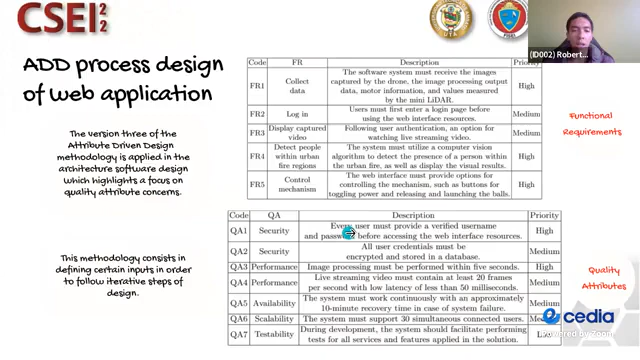 CSEI 22
(ID002) Robert...
ADD process design
of web application
The version three of the
Attribute Driven Design
methodology is applied in the
architecture software design
which highlights a focus on
quality attribute concerns.
This methodology consists in
defining certain inputs in order
to follow iterative steps of
design.
Code FR Description Priority
FR1 Collect data The software system must receive the images
captured by the drone, the image processing output
data, motor information, and values measured
by the mini LiDAR. High
FR2 Log in Users must first enter a login page before
using the web interface resources. Medium
FR3 Display captured video Following user authentication, an option for
watching live streaming video. Medium
FR4 Detect people within urban fire regions The system must utilize a computer vision
algorithm to detect the presence of a person within
the urban fire, as well as display the visual results. High
FR5 Control mechanism The web interface must provide options for
controlling the mechanism, such as buttons for
toggling power and releasing and launching the balls. High
Functional
Requirements
Code QA Description Priority
QA1 Security Every user must provide a verified username
and password before accessing the web interface resources. High
QA2 Security All user credentials must be
encrypted and stored in a database. Medium
QA3 Performance Image processing must be performed within five seconds. High
QA4 Performance Live streaming video must contain at least 20 frames
per second with low latency of less than 50 milliseconds. Medium
QA5 Availability The system must work continuously with an approximately
10-minute recovery time in case of system failure. Medium
QA6 Scalability The system must support 30 simultaneous connected users.
QA7 Testability During development, the system should facilitate performing
tests for all services and features applied in the solution.
Quality
Attributes
cedia
Powered by Zoom